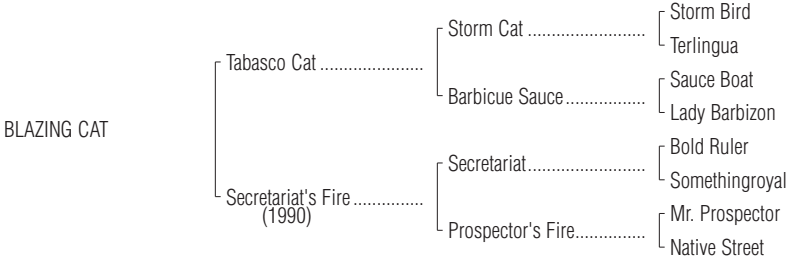 Storm Bird
Storm Cat ..........................
Terlingua
Tabasco Cat ......................
Sauce Boat
Barbicue Sauce.................
Lady Barbizon
BLAZING CAT
Bold Ruler
Secretariat.........................
Somethingroyal
Secretariat's Fire ...............
(1990)
Mr. Prospector
Prospector's Fire...............
Native Street